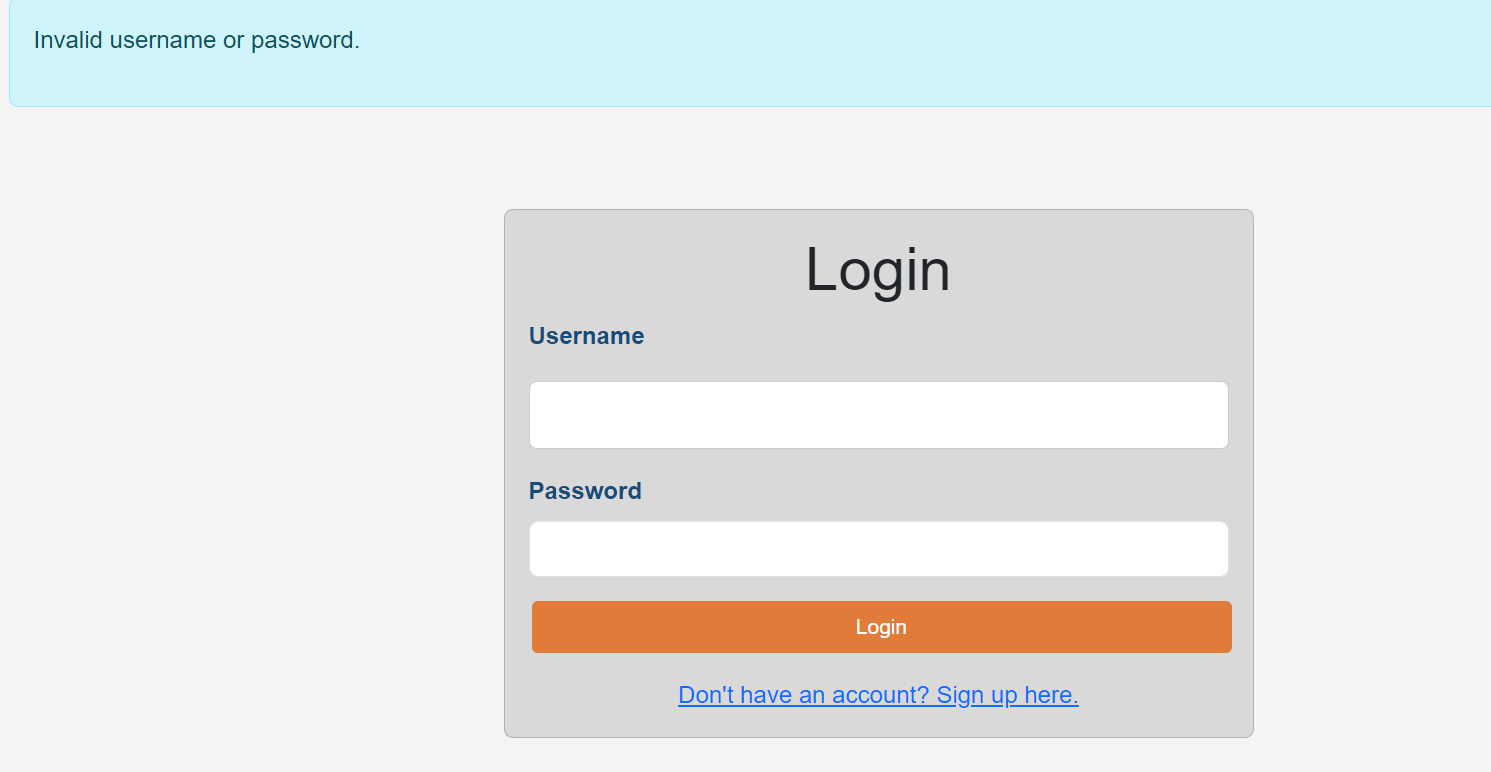 Invalid username or password.
Login
Username
Password
Login
Don't have an account? Sign up here.